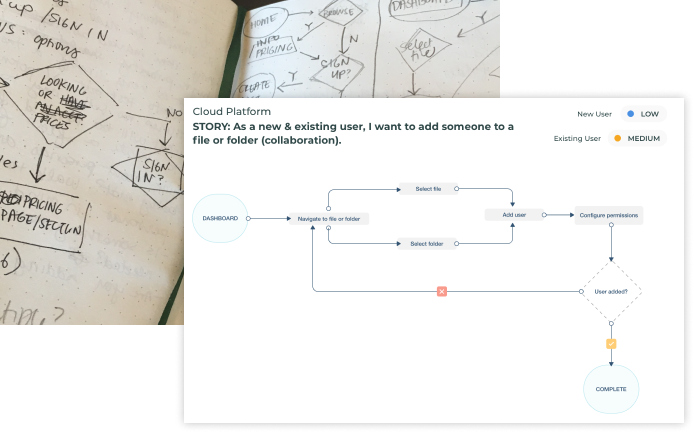 up / SIGN IN
US: options
LOOKING
OR
PRICES
NO
SIGN
IN?
PRICING
PAGE/SECTION
HOME
BROWSE
DASHBOARD
INFO
PRICING
N
select
file
Y
Y
SIGN
UP?
Y
CREATE
Cloud Platform
STORY: As a new & existing user, I want to add someone to a
file or folder (collaboration).
New User
LOW
Existing User
MEDIUM
DASHBOARD
Navigate to file or folder
Select file
Select folder
Add user
Configure permissions
User added?
COMPLETE